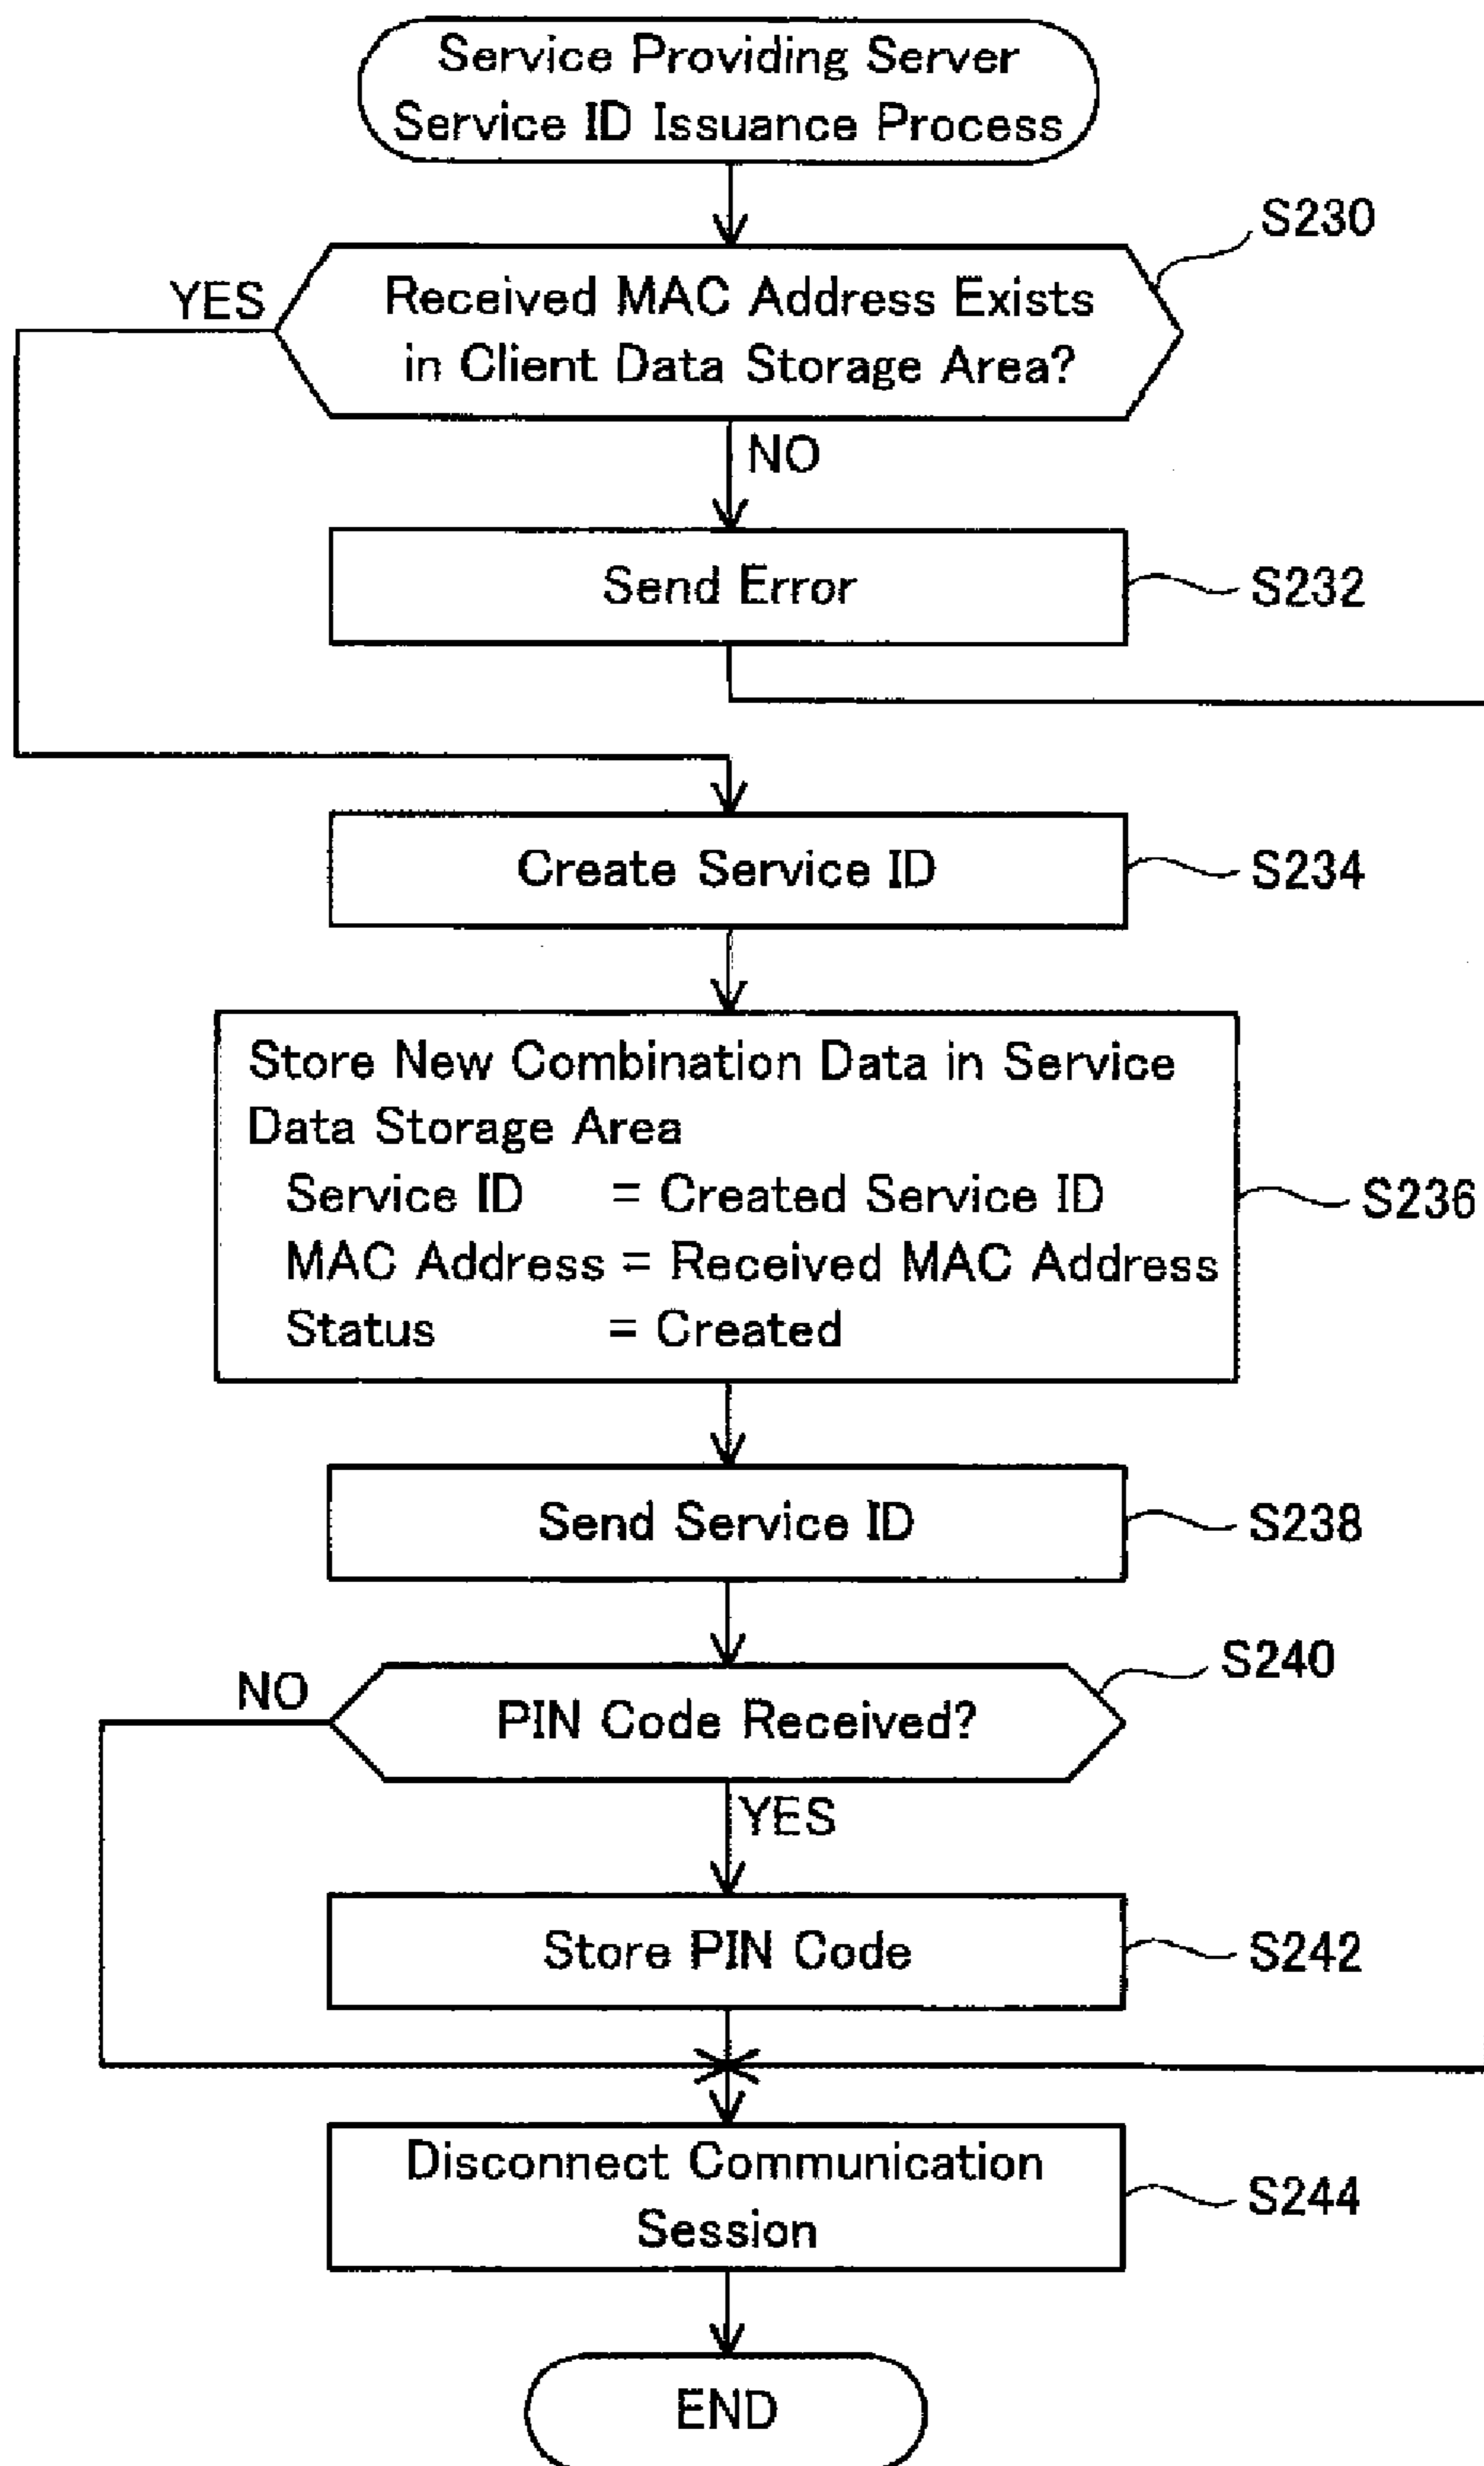 Service Providing Server
Service ID Issuance Process
S230
YES
Received MAC Address Exists
in Client Data Storage Area?
NO
Send Error
S232
Create Service ID
S234
Store New Combination Data in Service
Data Storage Area
Service ID = Created Service ID
MAC Address = Received MAC Address
Status = Created
S236
Send Service ID
S238
S240
NO
PIN Code Received?
YES
Store PIN Code
S242
Disconnect Communication
Session
S244
END